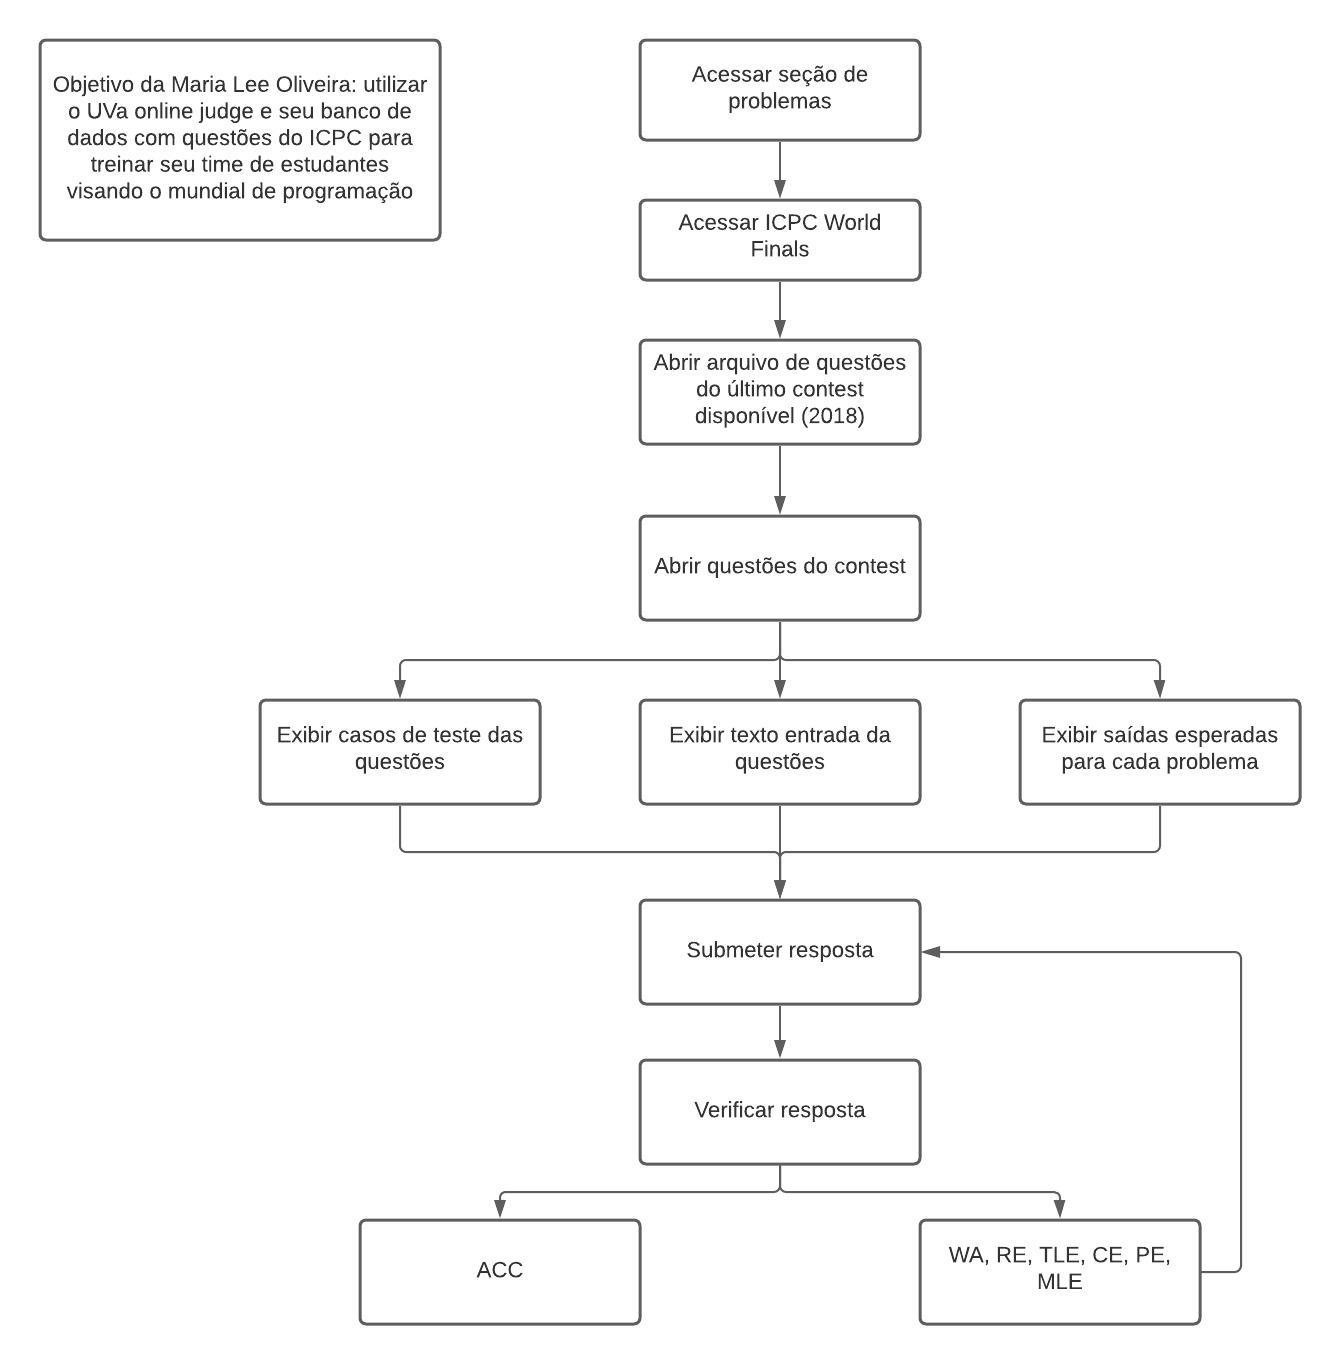 Objetivo da Maria Lee Oliveira: utilizar
o UVa online judge e seu banco de
dados com questões do ICPC para
treinar seu time de estudantes
visando o mundial de programação
Acessar seção de
problemas
Acessar ICPC World
Finals
Abrir arquivo de questões
do último contest
disponível (2018)
Abrir questões do contest
Exibir casos de teste das
questões
Exibir texto entrada da
questões
Exibir saídas esperadas
para cada problema
Submeter resposta
Verificar resposta
ACC
WA, RE, TLE, CE, PE,
MLE